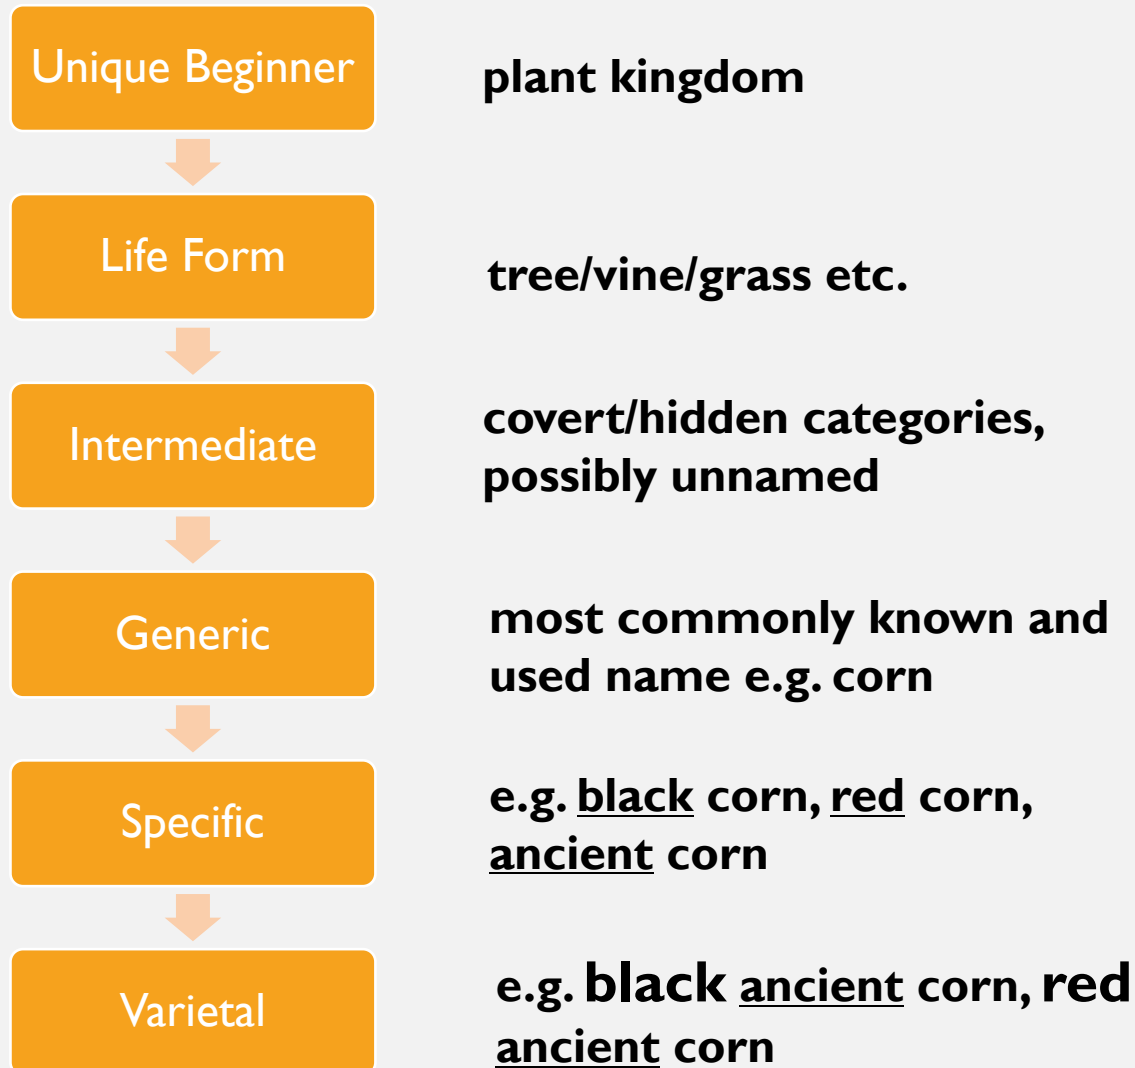 Unique Beginner
plant kingdom
Life Form
tree/vine/grass etc.
Intermediate
covert/hidden categories,
possibly unnamed
Generic
most commonly known and
used name e.g. corn
Specific
e.g. black corn, red corn,
ancient corn
Varietal
e.g. black ancient corn, red
ancient corn